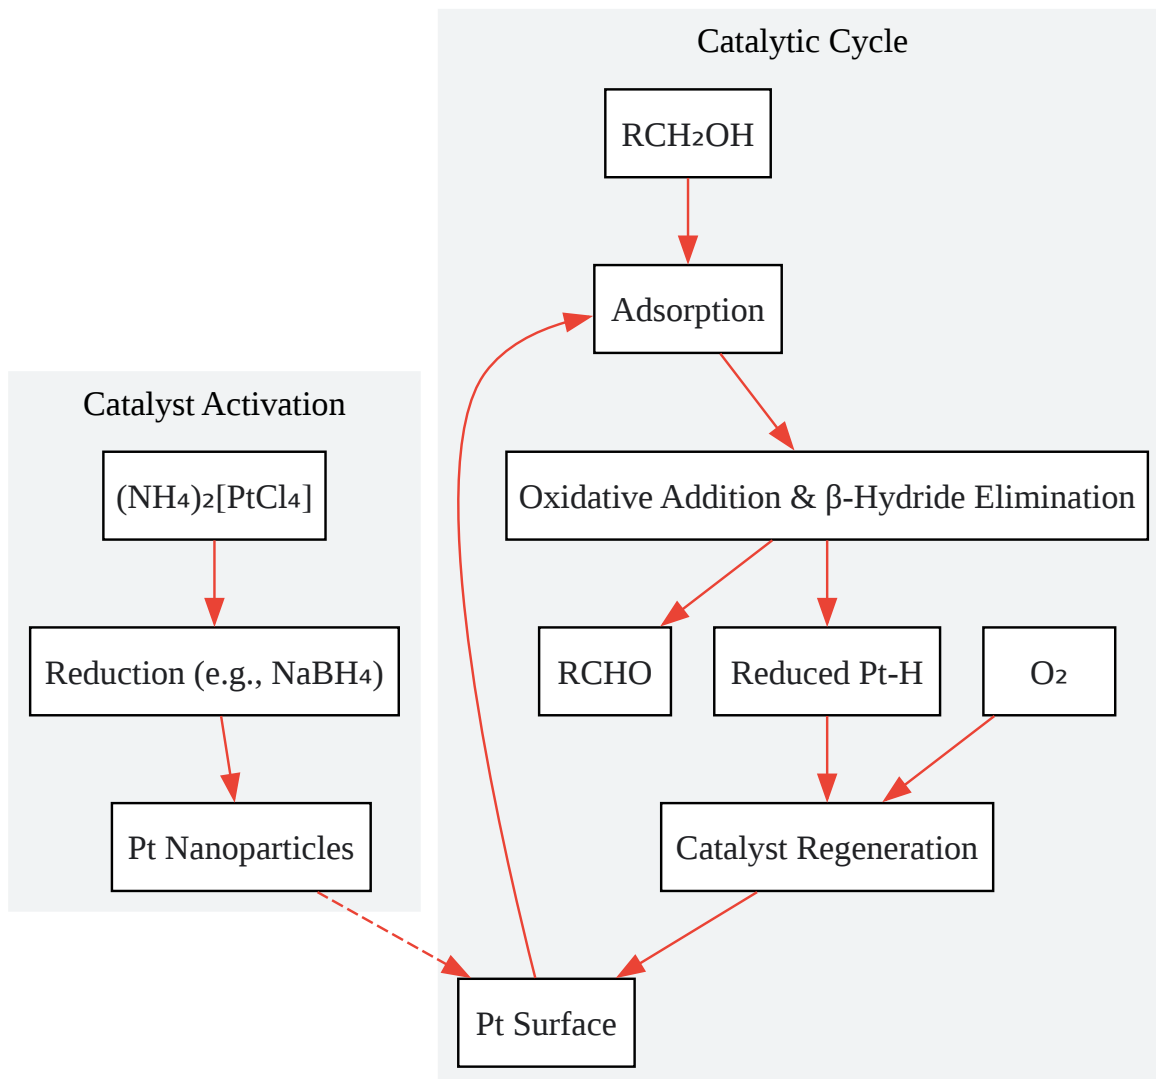 Catalytic Cycle
RCH₂OH
Adsorption
Catalyst Activation
(NH₄)₂[PtCl₄]
Oxidative Addition & β-Hydride Elimination
Reduction (e.g., NaBH₄)
RCHO
Reduced Pt-H
O₂
Pt Nanoparticles
Catalyst Regeneration
Pt Surface